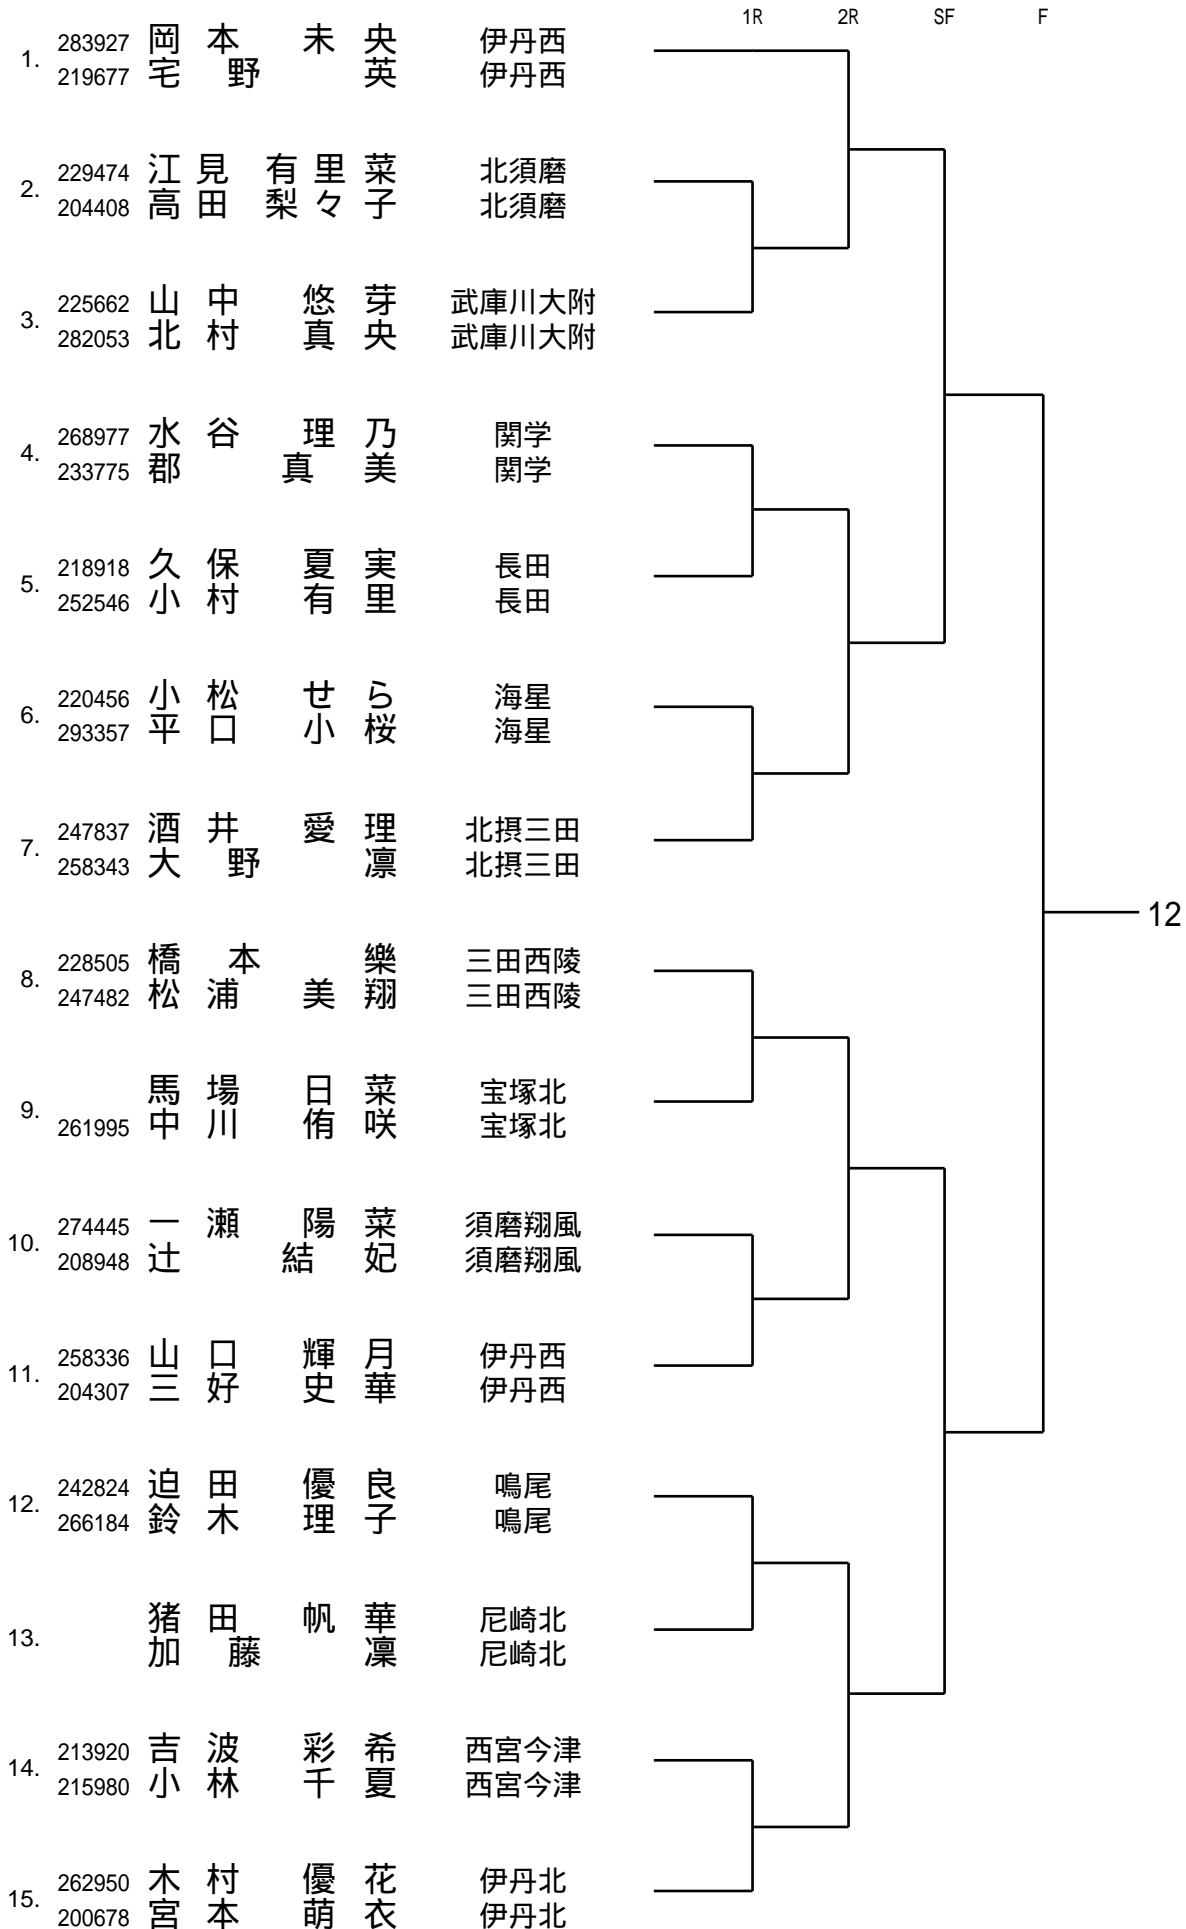 1R 2R SF F
1. 283927 岡本 未央 伊丹西
219677 宅野 英 伊丹西
2. 229474 江見 有里菜 北須磨
204408 高田 梨々子 北須磨
3. 225662 山中 悠芽 武庫川大附
282053 北村 真央 武庫川大附
4. 268977 水谷 理乃 関学
233775 郡 真美 関学
5. 218918 久保 夏実 長田
252546 小村 有里 長田
6. 220456 小松 せら 海星
293357 平口 小桜 海星
7. 247837 酒井 愛理 北摂三田
258343 大野 凛 北摂三田
12
8. 228505 橋本 樂 三田西陵
247482 松浦 美翔 三田西陵
9. 馬場 日菜 宝塚北
261995 中川 侑咲 宝塚北
10. 274445 一瀬 陽菜 須磨翔風
208948 辻 結妃 須磨翔風
11. 258336 山口 輝月 伊丹西
204307 三好 史華 伊丹西
12. 242824 迫田 優良 鳴尾
266184 鈴木 理子 鳴尾
13. 猪田 帆華 尼崎北
加藤 凜 尼崎北
14. 213920 吉波 彩希 西宮今津
215980 小林 千夏 西宮今津
15. 262950 木村 優花 伊丹北
200678 宮本 萌衣 伊丹北